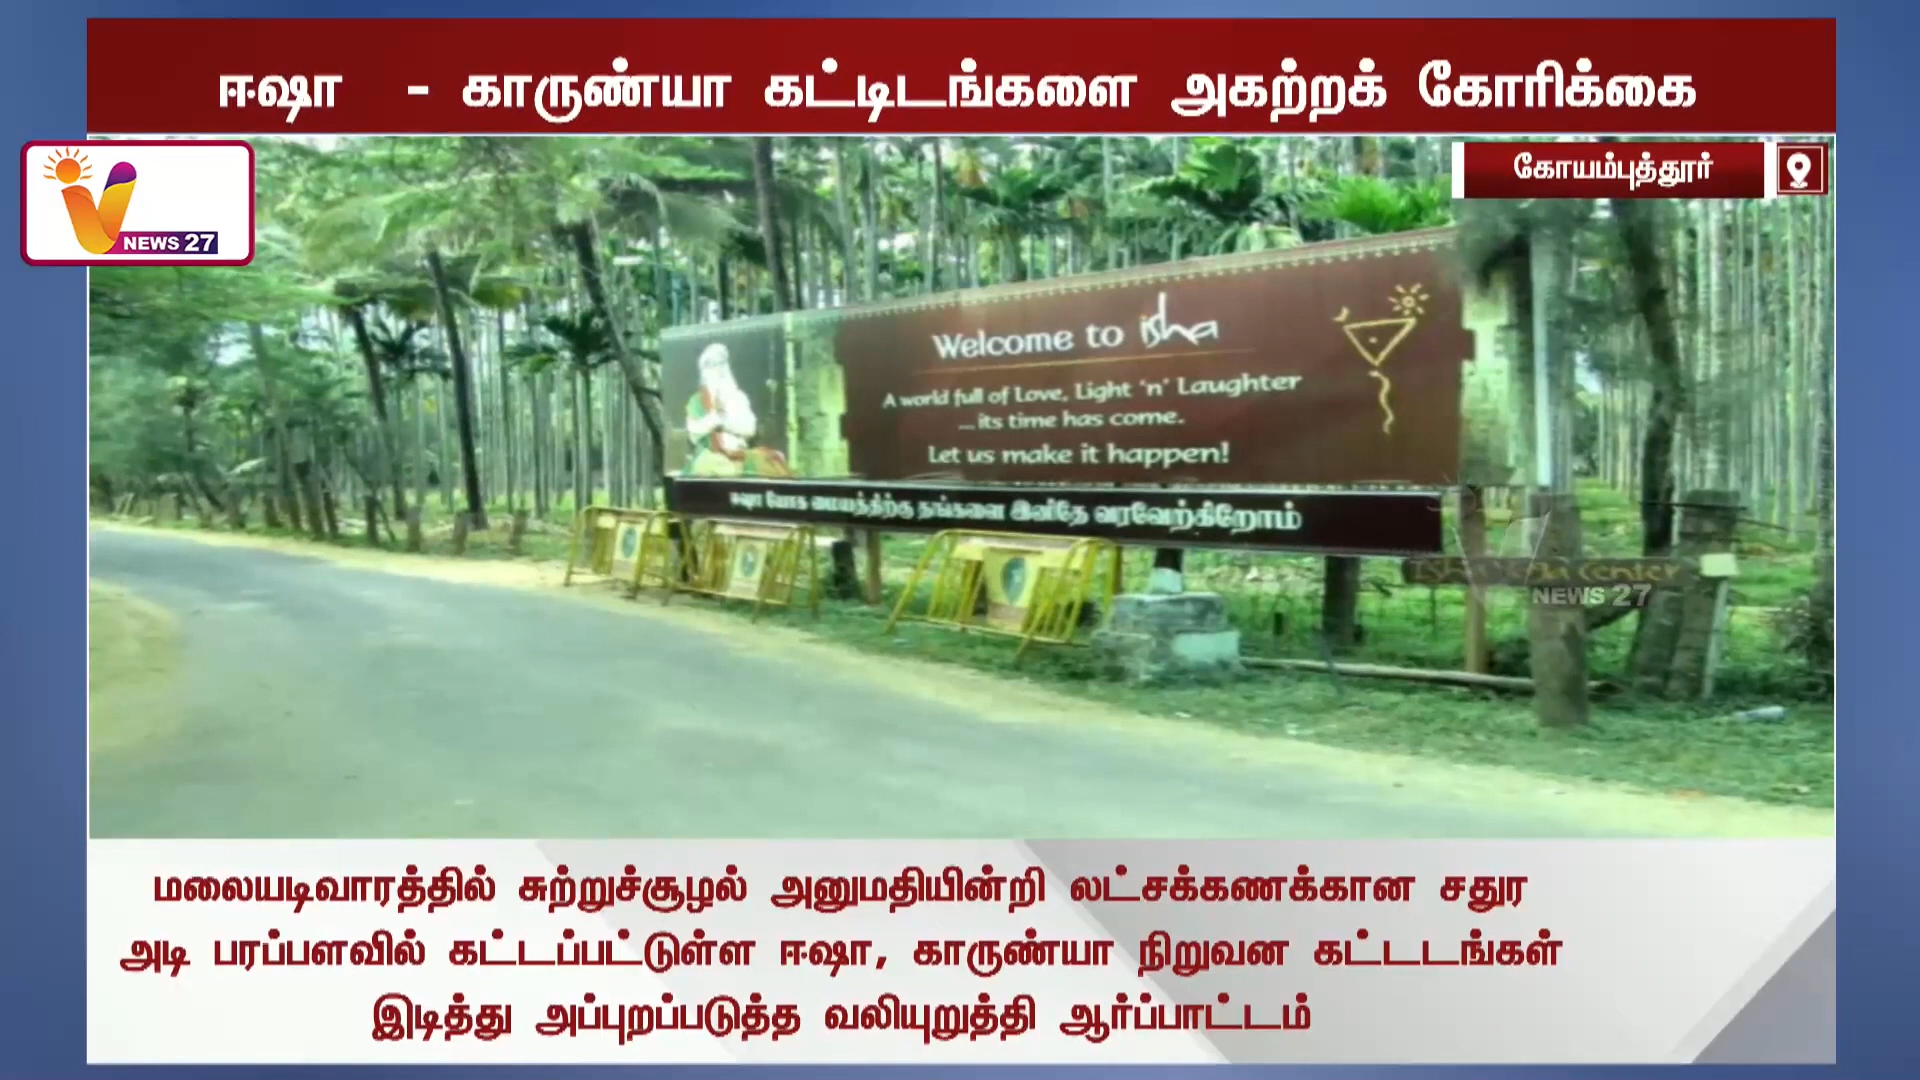 ஈஷா - காருண்யா கட்டிடங்களை அகற்றக் கோரிக்கை
கோயம்புத்தூர்
NEWS 27
Welcome to isha
A world full of Love, Light 'n' Laughter
...its time has come.
Let us make it happen!
ஈஷா யோக மையத்திற்கு தங்களை இனிதே வரவேற்கிறோம்
Center
NEWS 27
மலையடிவாரத்தில் சுற்றுச்சூழல் அனுமதியின்றி லட்சக்கணக்கான சதுர
அடி பரப்பளவில் கட்டப்பட்டுள்ள ஈஷா, காருண்யா நிறுவன கட்டடங்கள்
இடித்து அப்புறப்படுத்த வலியுறுத்தி ஆர்ப்பாட்டம்